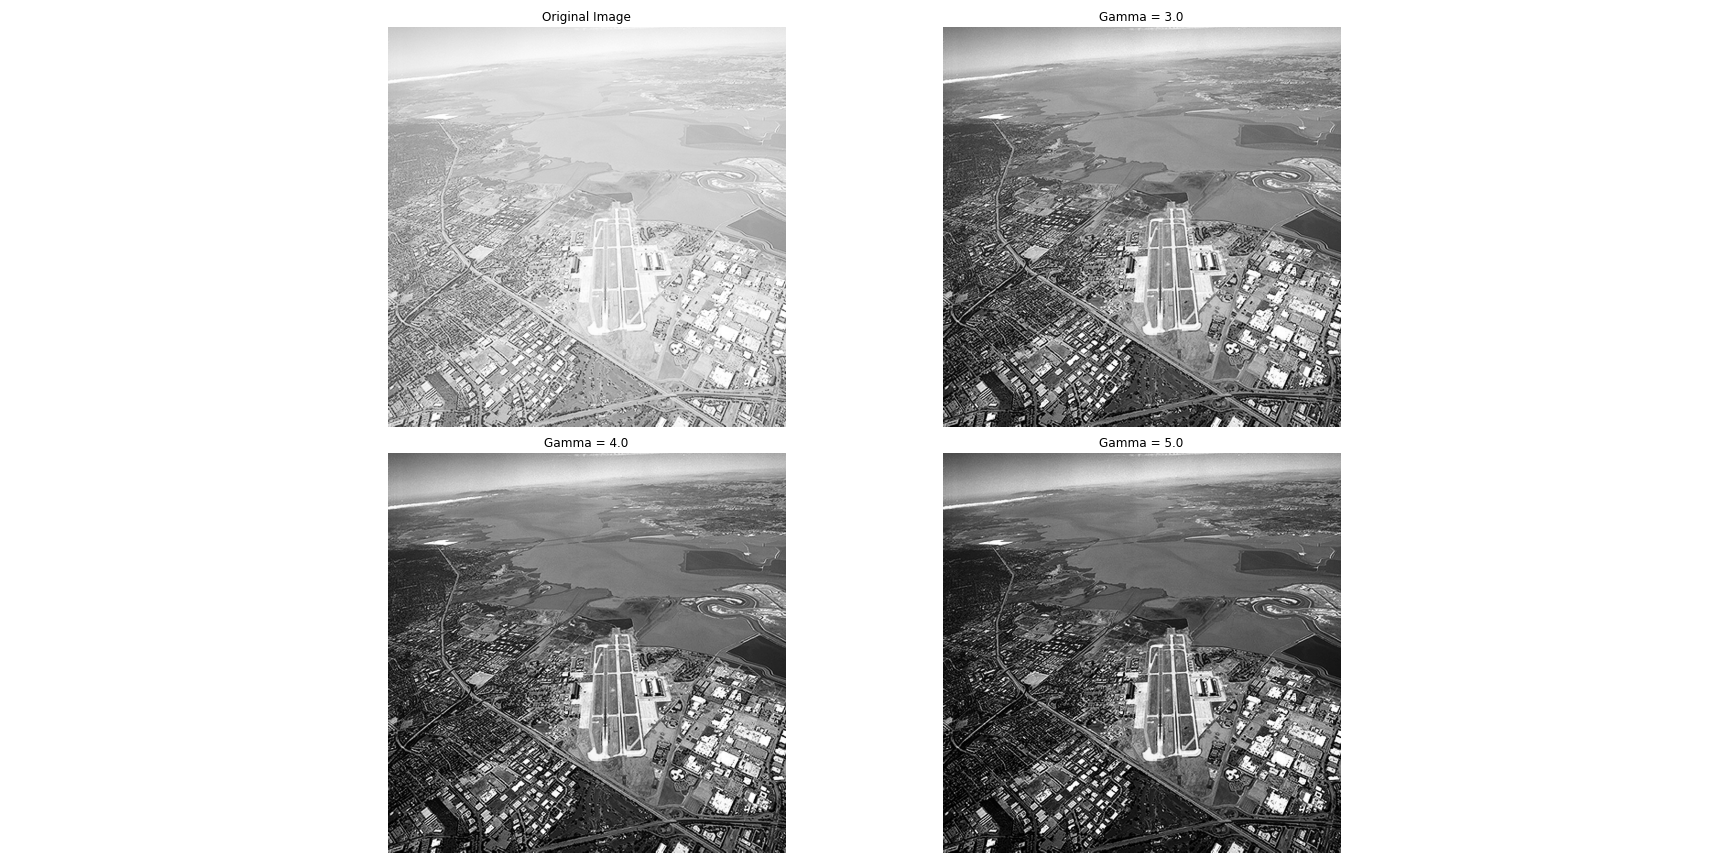 Original Image
Gamma = 3.0
Gamma = 4.0
Gamma = 5.0